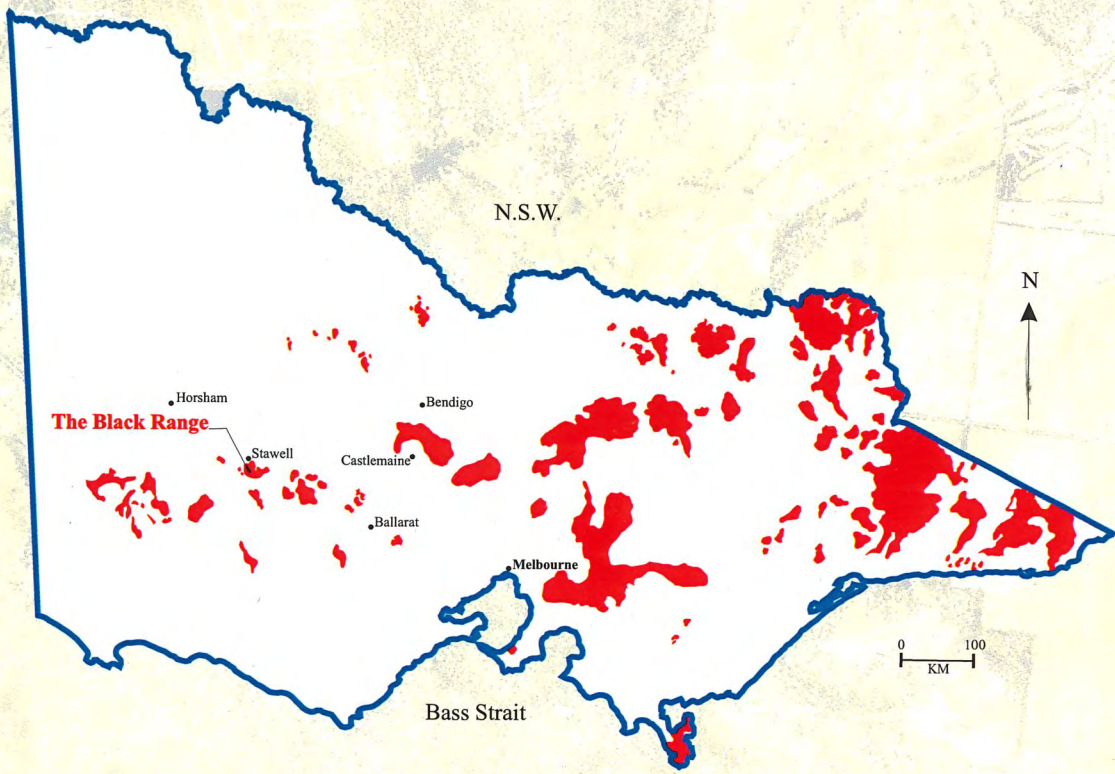 N.S.W.
N
Horsham
Bendigo
The Black Range
Stawell
Castlemaine
Ballarat
Melbourne
0 100
KM
Bass Strait